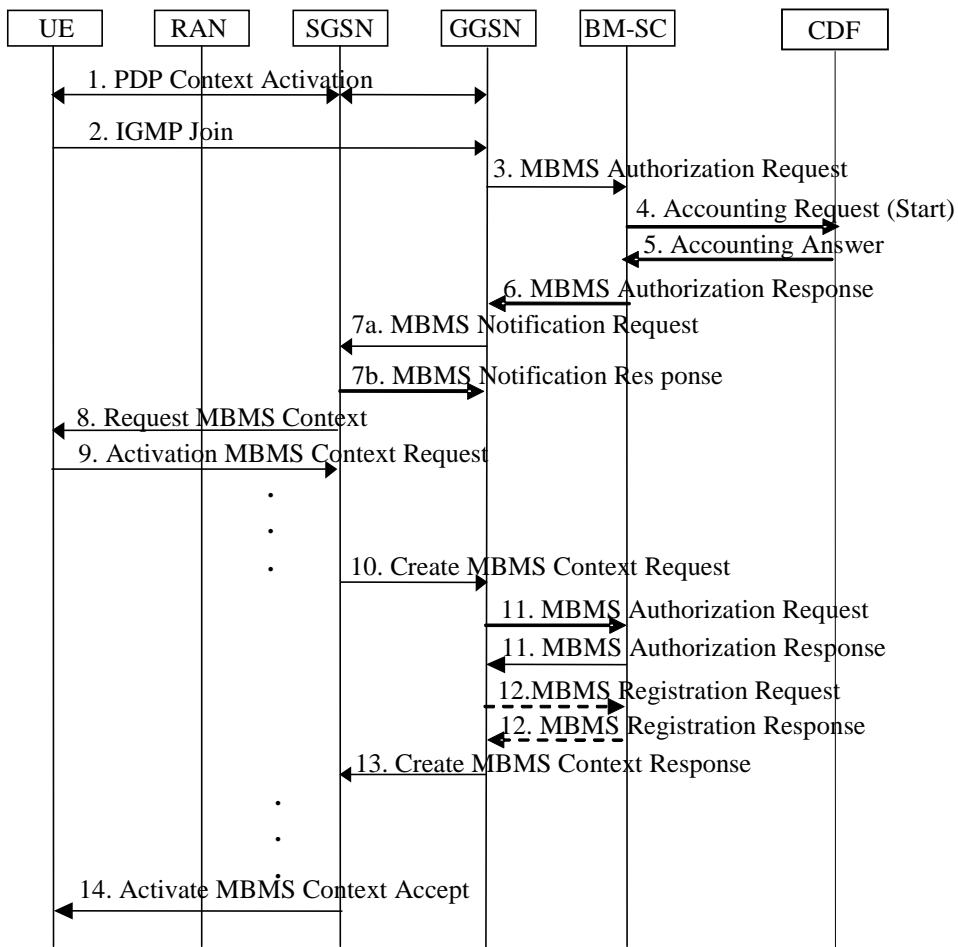 UE RAN SGSN GGSN BM-SC CDF
1. PDP Context Activation
2. IGMP Join
3. MBMS Authorization Request
4. Accounting Request (Start)
5. Accounting Answer
6. MBMS Authorization Response
7a. MBMS Notification Request
7b. MBMS Notification Res ponse
8. Request MBMS Context
9. Activation MBMS Context Request
10. Create MBMS Context Request
11. MBMS Authorization Request
11. MBMS Authorization Response
12.MBMS Registration Request
12. MBMS Registration Response
13. Create MBMS Context Response
14. Activate MBMS Context Accept